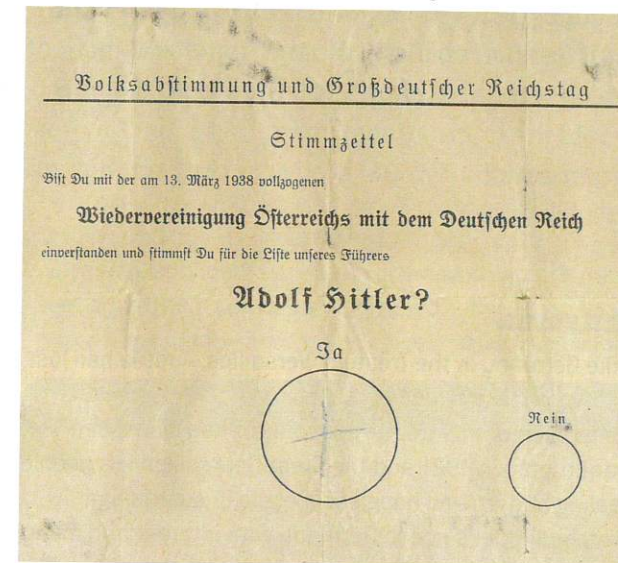 Volksabstimmung und Großdeutscher Reichstag
Stimmzettel
Bist Du mit der am 13. März 1938 vollzogenen
Wiedervereinigung Österreichs mit dem Deutschen Reich
einverstanden und stimmst Du für die Liste unseres Führers
Adolf Hitler?
Ja
Nein